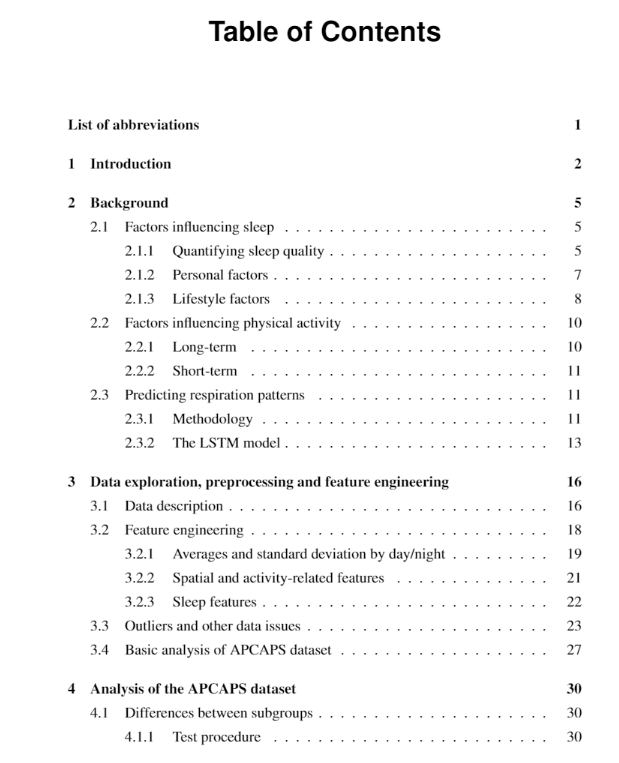 Table of Contents
List of abbreviations 1
1 Introduction 2
2 Background 5
2.1 Factors influencing sleep . . . . . . . . . . . . . . . . . . . . . . . . 5
2.1.1 Quantifying sleep quality . . . . . . . . . . . . . . . . . . . . 5
2.1.2 Personal factors . . . . . . . . . . . . . . . . . . . . . . . . . 7
2.1.3 Lifestyle factors . . . . . . . . . . . . . . . . . . . . . . . . 8
2.2 Factors influencing physical activity . . . . . . . . . . . . . . . . . . 10
2.2.1 Long-term . . . . . . . . . . . . . . . . . . . . . . . . . . . 10
2.2.2 Short-term . . . . . . . . . . . . . . . . . . . . . . . . . . . 11
2.3 Predicting respiration patterns . . . . . . . . . . . . . . . . . . . . . 11
2.3.1 Methodology . . . . . . . . . . . . . . . . . . . . . . . . . . 11
2.3.2 The LSTM model . . . . . . . . . . . . . . . . . . . . . . . . 13
3 Data exploration, preprocessing and feature engineering 16
3.1 Data description . . . . . . . . . . . . . . . . . . . . . . . . . . . . . 16
3.2 Feature engineering . . . . . . . . . . . . . . . . . . . . . . . . . . . 18
3.2.1 Averages and standard deviation by day/night . . . . . . . . . 19
3.2.2 Spatial and activity-related features . . . . . . . . . . . . . . 21
3.2.3 Sleep features . . . . . . . . . . . . . . . . . . . . . . . . . . 22
3.3 Outliers and other data issues . . . . . . . . . . . . . . . . . . . . . . 23
3.4 Basic analysis of APCAPS dataset . . . . . . . . . . . . . . . . . . . 27
4 Analysis of the APCAPS dataset 30
4.1 Differences between subgroups . . . . . . . . . . . . . . . . . . . . . 30
4.1.1 Test procedure . . . . . . . . . . . . . . . . . . . . . . . . . 30